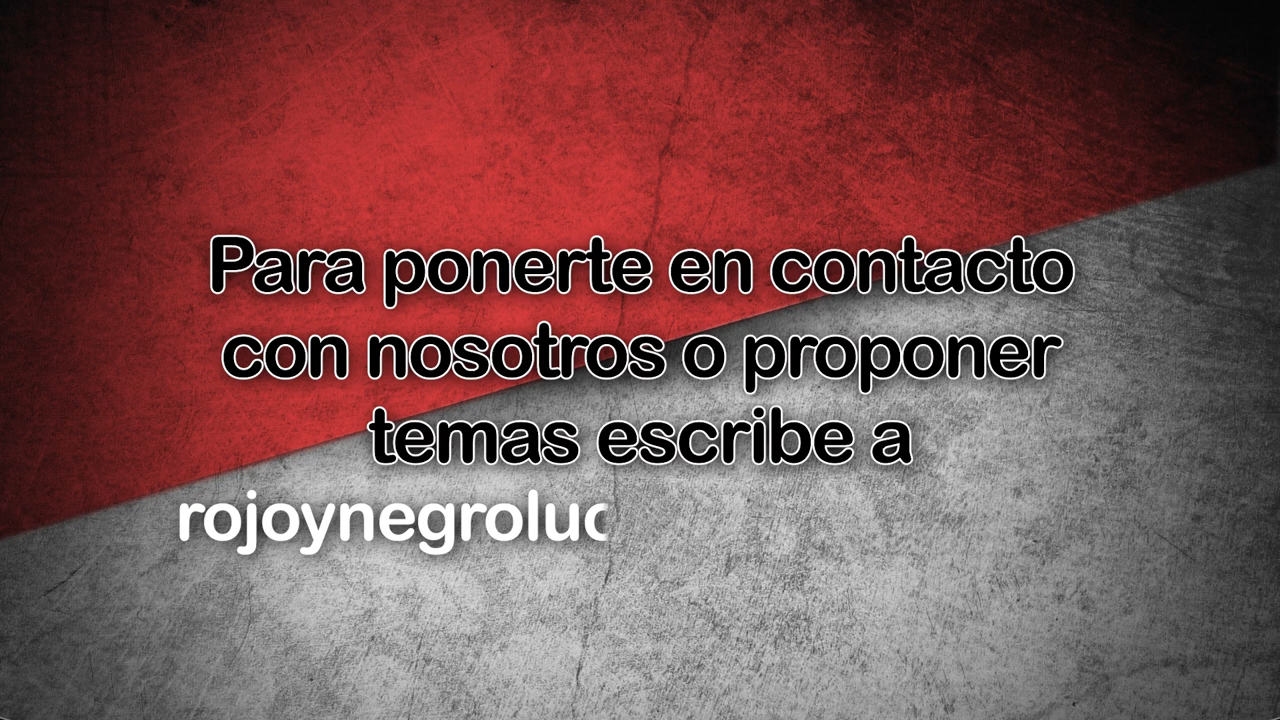 Para ponerte en contacto
con nosotros o proponer
temas escribe a
rojoynegroluc